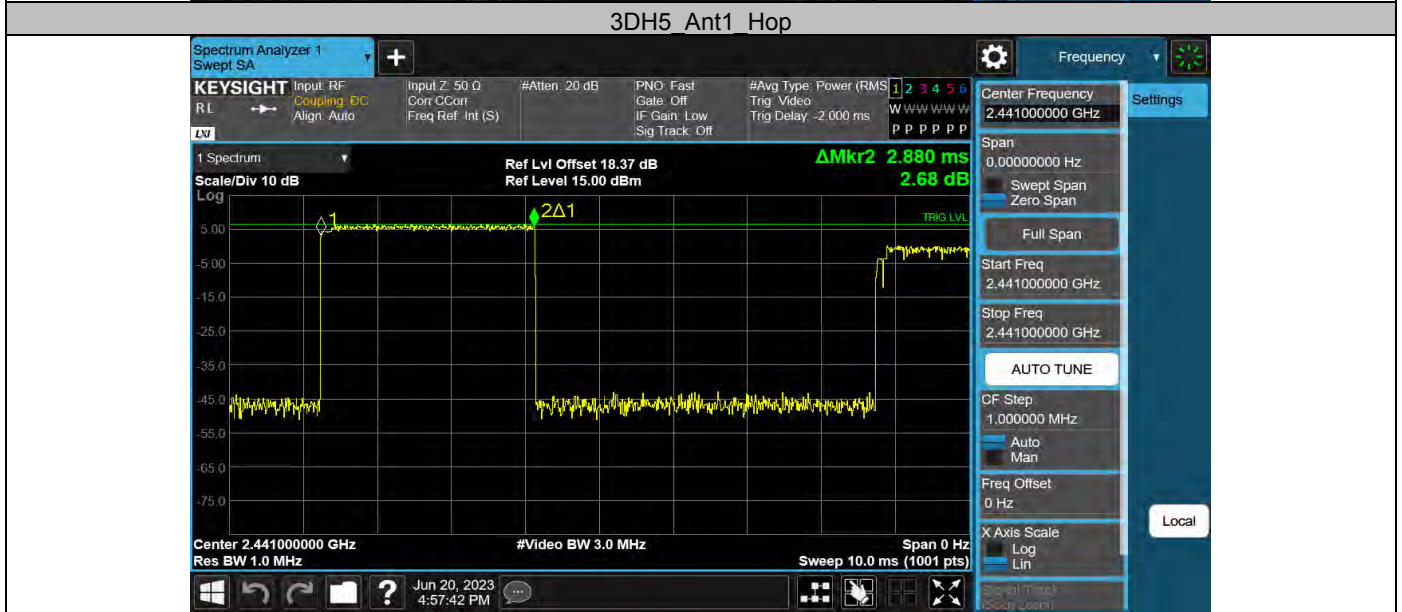 3DH5_Ant1_Hop
Spectrum Analyzer 1
Swept SA
+
Frequency
KEYSIGHT
RL
LXI
Input: RF
Coupling: DC
Align: Auto
Input Z: 50 Ω
Corr CCorr
Freq Ref: Int (S)
#Atten: 20 dB
PNO: Fast
Gate: Off
IF Gain: Low
Sig Track: Off
#Avg Type: Power (RMS
Trig: Video
Trig Delay: -2.000 ms
1 2 3 4 5 6
W W W W W W
P P P P P P
Center Frequency
2.441000000 GHz
Settings
1 Spectrum
Scale/Div 10 dB
Ref Lvl Offset 18.37 dB
Ref Level 15.00 dBm
ΔMkr2 2.880 ms
2.68 dB
Span
0.00000000 Hz
Swept Span
Zero Span
Full Span
Log
1
2Δ1
TRIG LVL
5.00
-5.00
-15.0
-25.0
-35.0
-45.0
-55.0
-65.0
-75.0
Start Freq
2.441000000 GHz
Stop Freq
2.441000000 GHz
AUTO TUNE
CF Step
1.000000 MHz
Auto
Man
Freq Offset
0 Hz
X Axis Scale
Log
Lin
Local
Center 2.441000000 GHz
Res BW 1.0 MHz
#Video BW 3.0 MHz
Span 0 Hz
Sweep 10.0 ms (1001 pts)
?
Jun 20, 2023
4:57:42 PM
Signal Track
(Span Zoom)